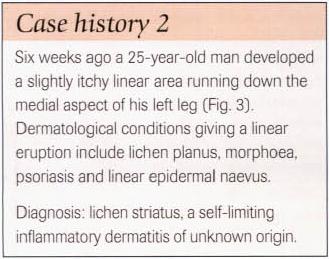 Case history 2
Six weeks ago a 25-year-old man developed
a slightly itchy linear area running down the
medial aspect of his left leg (Fig. 3).
Dermatological conditions giving a linear
eruption include lichen planus, morphoea,
psoriasis and linear epidermal naevus.
Diagnosis: lichen striatus, a self-limiting
inflammatory dermatitis of unknown origin.